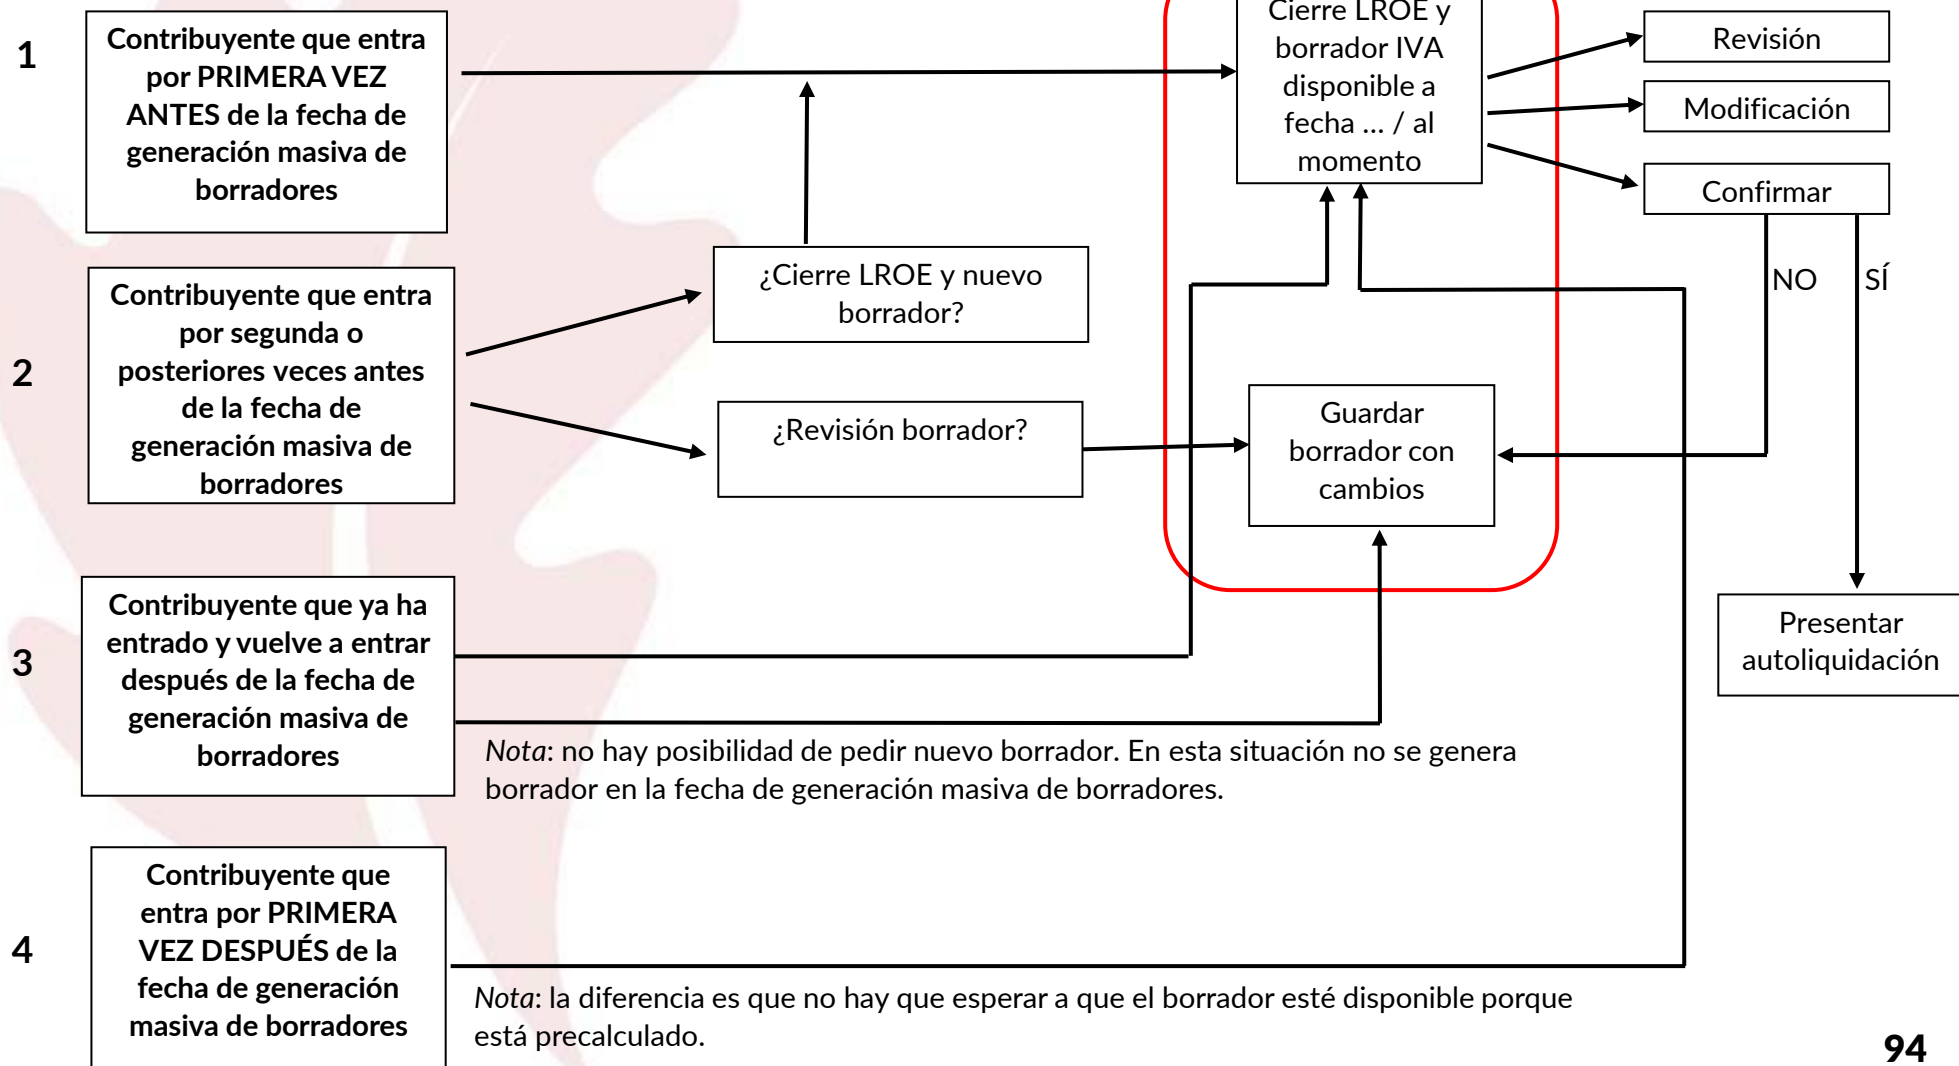 1
Contribuyente que entra
por PRIMERA VEZ
ANTES de la fecha de
generación masiva de
borradores
Cierre LROE y
borrador IVA
disponible a
fecha ... / al
momento
Revisión
Modificación
Confirmar
NO
SÍ
2
Contribuyente que entra
por segunda o
posteriores veces antes
de la fecha de
generación masiva de
borradores
¿Cierre LROE y nuevo
borrador?
¿Revisión borrador?
Guardar
borrador con
cambios
3
Contribuyente que ya ha
entrado y vuelve a entrar
después de la fecha de
generación masiva de
borradores
Presentar
autoliquidación
Nota: no hay posibilidad de pedir nuevo borrador. En esta situación no se genera
borrador en la fecha de generación masiva de borradores.
4
Contribuyente que
entra por PRIMERA
VEZ DESPUÉS de la
fecha de generación
masiva de borradores
Nota: la diferencia es que no hay que esperar a que el borrador esté disponible porque
está precalculado.
94